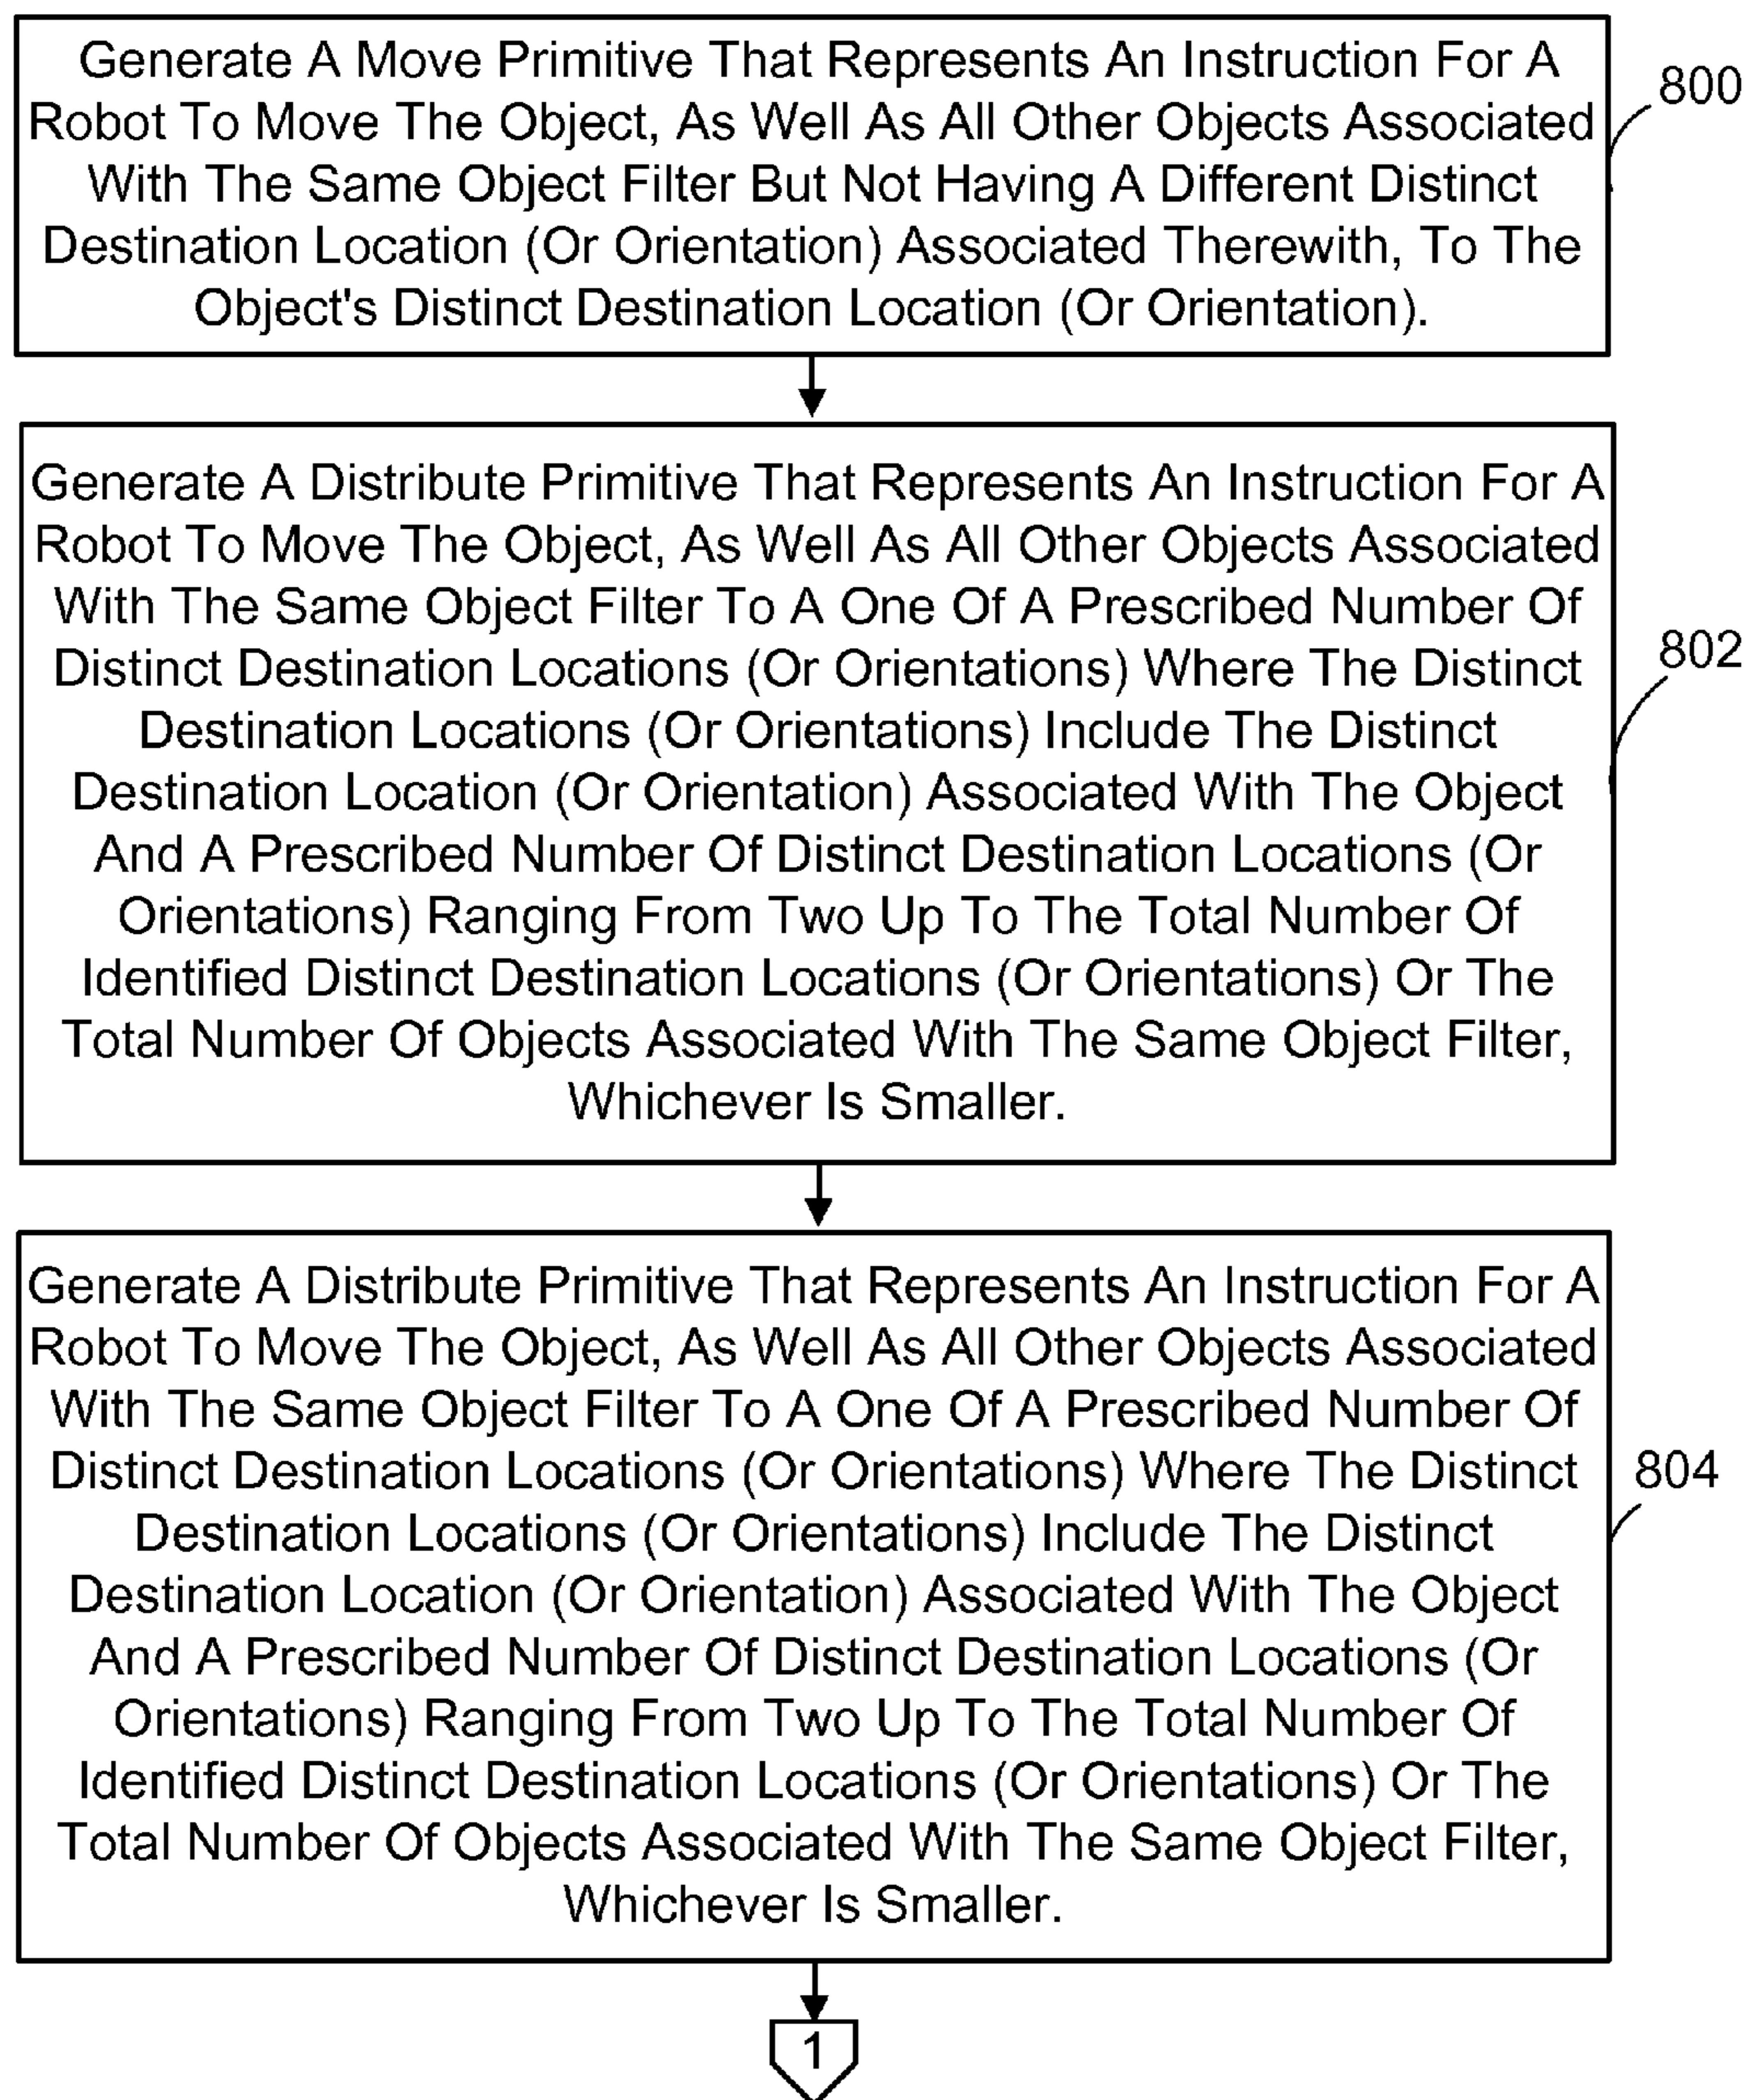 Generate A Move Primitive That Represents An Instruction For A
Robot To Move The Object, As Well As All Other Objects Associated
With The Same Object Filter But Not Having A Different Distinct
Destination Location (Or Orientation) Associated Therewith, To The
Object's Distinct Destination Location (Or Orientation).
800
Generate A Distribute Primitive That Represents An Instruction For A
Robot To Move The Object, As Well As All Other Objects Associated
With The Same Object Filter To A One Of A Prescribed Number Of
Distinct Destination Locations (Or Orientations) Where The Distinct
Destination Locations (Or Orientations) Include The Distinct
Destination Location (Or Orientation) Associated With The Object
And A Prescribed Number Of Distinct Destination Locations (Or
Orientations) Ranging From Two Up To The Total Number Of
Identified Distinct Destination Locations (Or Orientations) Or The
Total Number Of Objects Associated With The Same Object Filter,
Whichever Is Smaller.
802
Generate A Distribute Primitive That Represents An Instruction For A
Robot To Move The Object, As Well As All Other Objects Associated
With The Same Object Filter To A One Of A Prescribed Number Of
Distinct Destination Locations (Or Orientations) Where The Distinct
Destination Locations (Or Orientations) Include The Distinct
Destination Location (Or Orientation) Associated With The Object
And A Prescribed Number Of Distinct Destination Locations (Or
Orientations) Ranging From Two Up To The Total Number Of
Identified Distinct Destination Locations (Or Orientations) Or The
Total Number Of Objects Associated With The Same Object Filter,
Whichever Is Smaller.
804
1